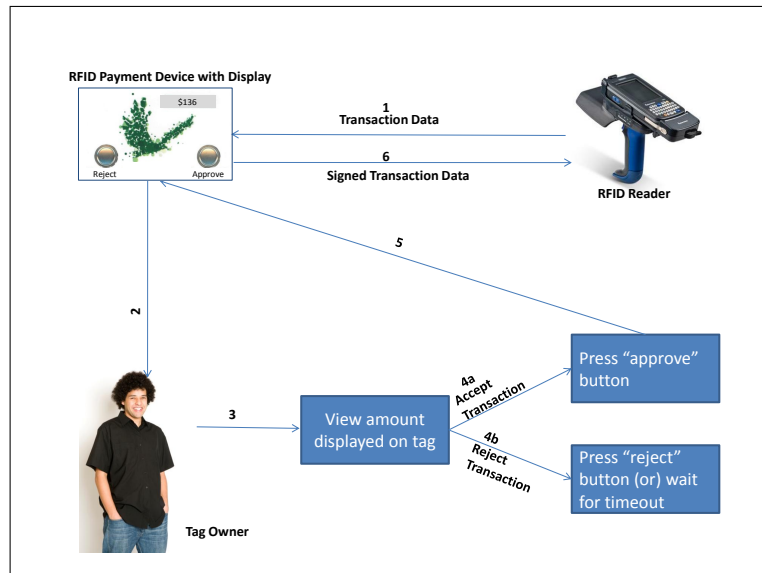 RFID Payment Device with Display
$136
Reject
Approve
1
Transaction Data
6
Signed Transaction Data
RFID Reader
5
2
3
View amount
displayed on tag
4a
Accept
Transaction
4b
Reject
Transaction
Press “approve”
button
Press “reject”
button (or) wait
for timeout
Tag Owner